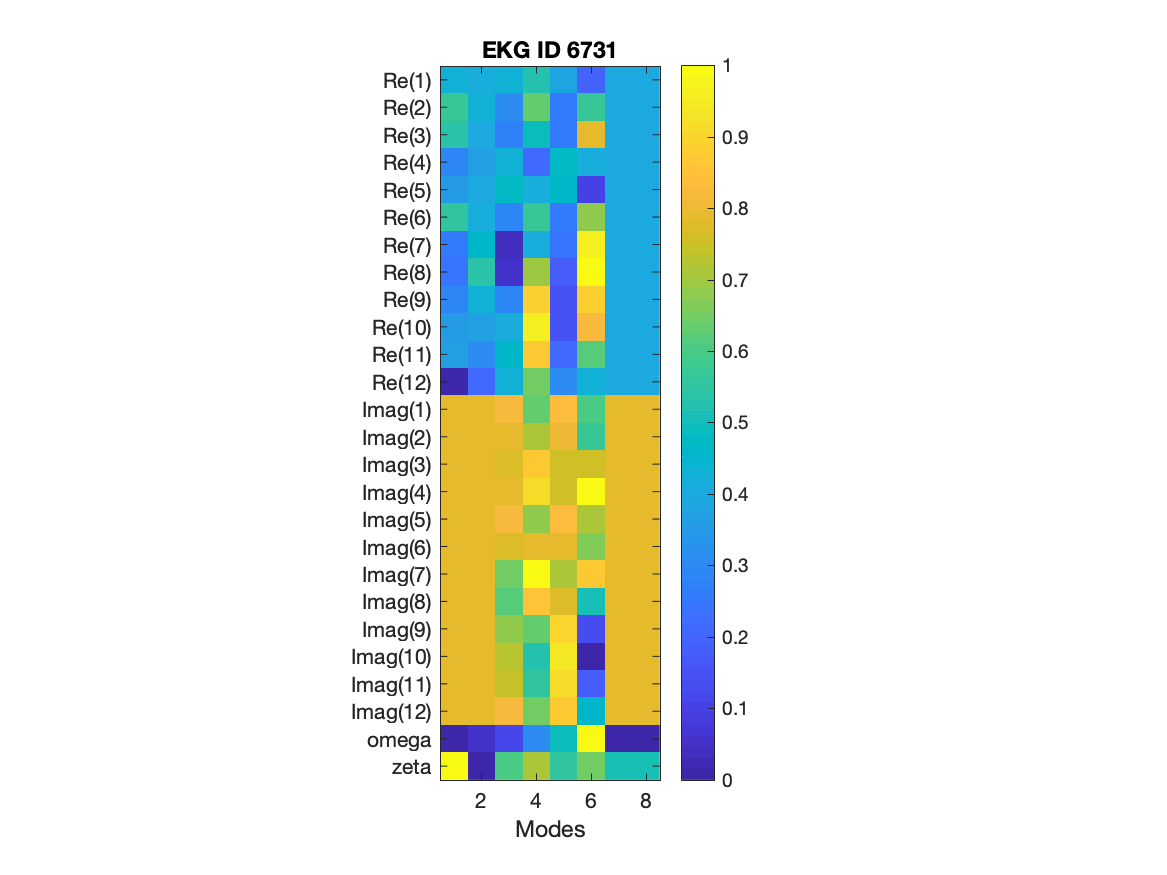 EKG ID 6731
Re(1)
Re(2)
Re(3)
Re(4)
Re(5)
Re(6)
Re(7)
Re(8)
Re(9)
Re(10)
Re(11)
Re(12)
Imag(1)
Imag(2)
Imag(3)
Imag(4)
Imag(5)
Imag(6)
Imag(7)
Imag(8)
Imag(9)
Imag(10)
Imag(11)
Imag(12)
omega
zeta
2 4 6 8
Modes
1
0.9
0.8
0.7
0.6
0.5
0.4
0.3
0.2
0.1
0